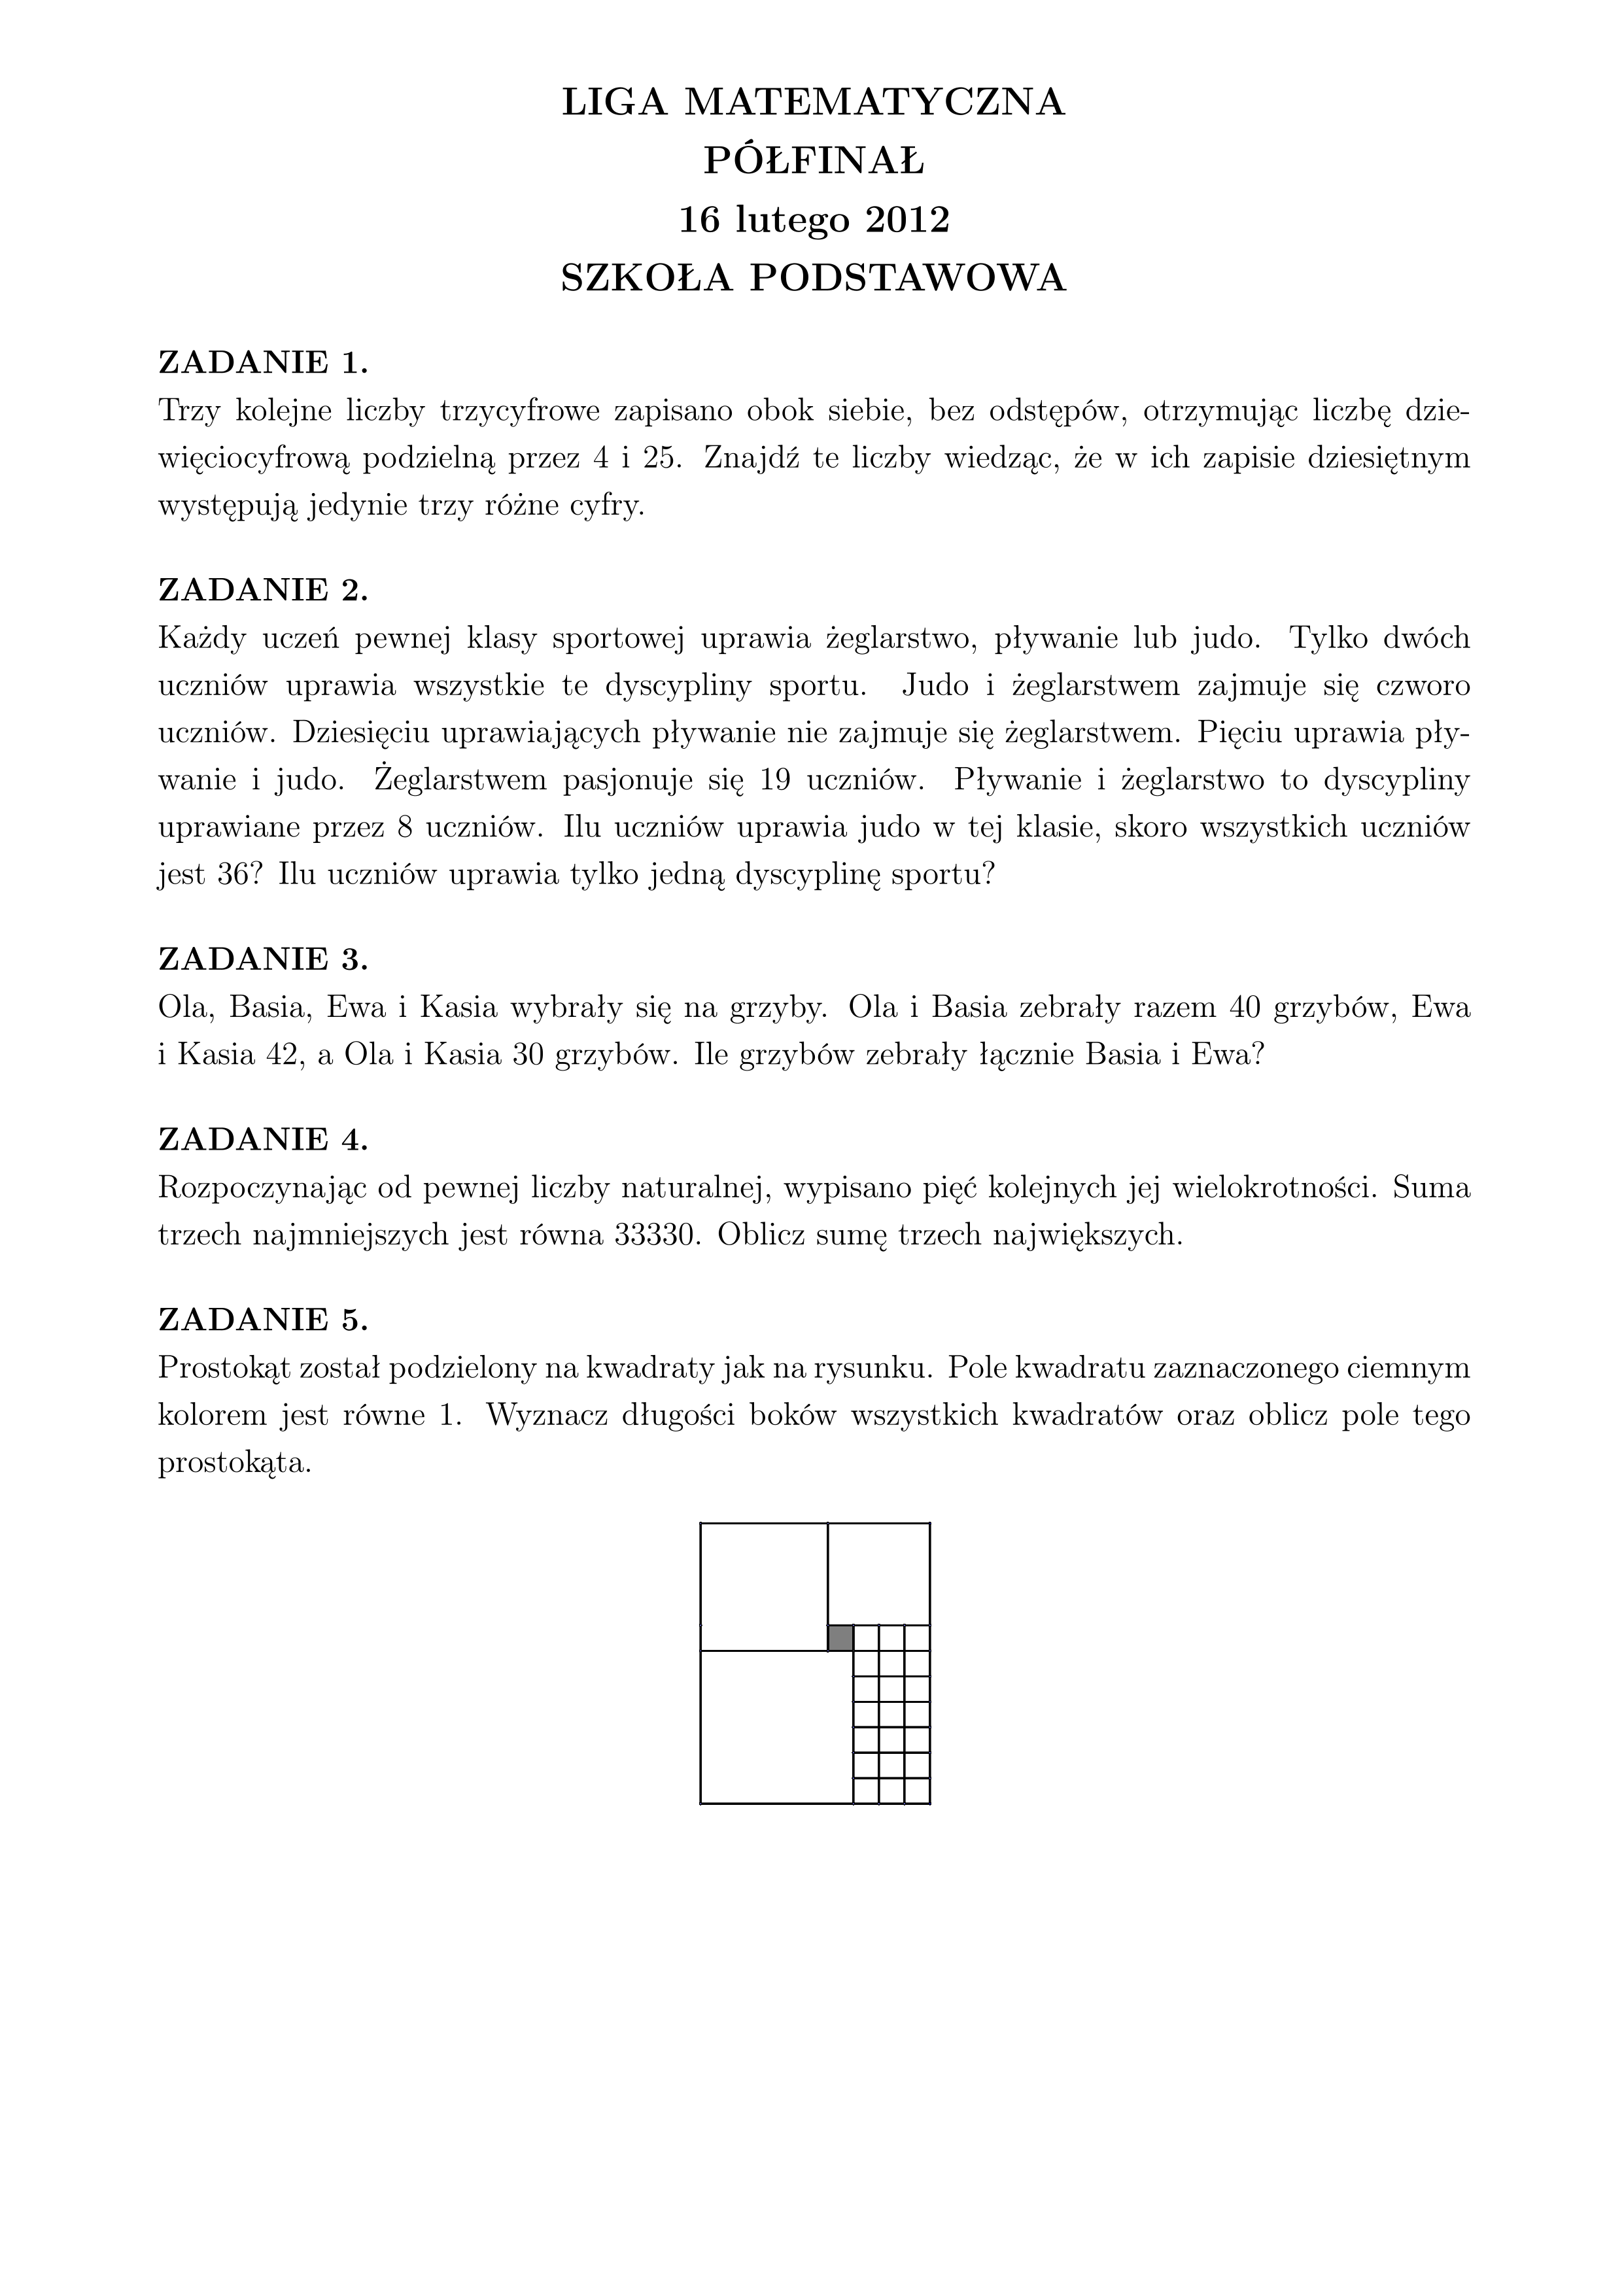 LIGA MATEMATYCZNA
PÓŁFINAŁ
16 lutego 2012
SZKOŁA PODSTAWOWA
ZADANIE 1.
Trzy kolejne liczby trzycyfrowe zapisano obok siebie, bez odstępów, otrzymując liczbę dzie-
więciocyfrową podzielną przez 4 i 25. Znajdź te liczby wiedząc, że w ich zapisie dziesiętnym
występują jedynie trzy różne cyfry.
ZADANIE 2.
Każdy uczeń pewnej klasy sportowej uprawia żeglarstwo, pływanie lub judo. Tylko dwóch
uczniów uprawia wszystkie te dyscypliny sportu. Judo i żeglarstwem zajmuje się czworo
uczniów. Dziesięciu uprawiających pływanie nie zajmuje się żeglarstwem. Pięciu uprawia pły-
wanie i judo. Żeglarstwem pasjonuje się 19 uczniów. Pływanie i żeglarstwo to dyscypliny
uprawiane przez 8 uczniów. Ilu uczniów uprawia judo w tej klasie, skoro wszystkich uczniów
jest 36? Ilu uczniów uprawia tylko jedną dyscyplinę sportu?
ZADANIE 3.
Ola, Basia, Ewa i Kasia wybrały się na grzyby. Ola i Basia zebrały razem 40 grzybów, Ewa
i Kasia 42, a Ola i Kasia 30 grzybów. Ile grzybów zebrały łącznie Basia i Ewa?
ZADANIE 4.
Rozpoczynając od pewnej liczby naturalnej, wypisano pięć kolejnych jej wielokrotności. Suma
trzech najmniejszych jest równa 33330. Oblicz sumę trzech największych.
ZADANIE 5.
Prostokąt został podzielony na kwadraty jak na rysunku. Pole kwadratu zaznaczonego ciemnym
kolorem jest równe 1. Wyznacz długości boków wszystkich kwadratów oraz oblicz pole tego
prostokąta.